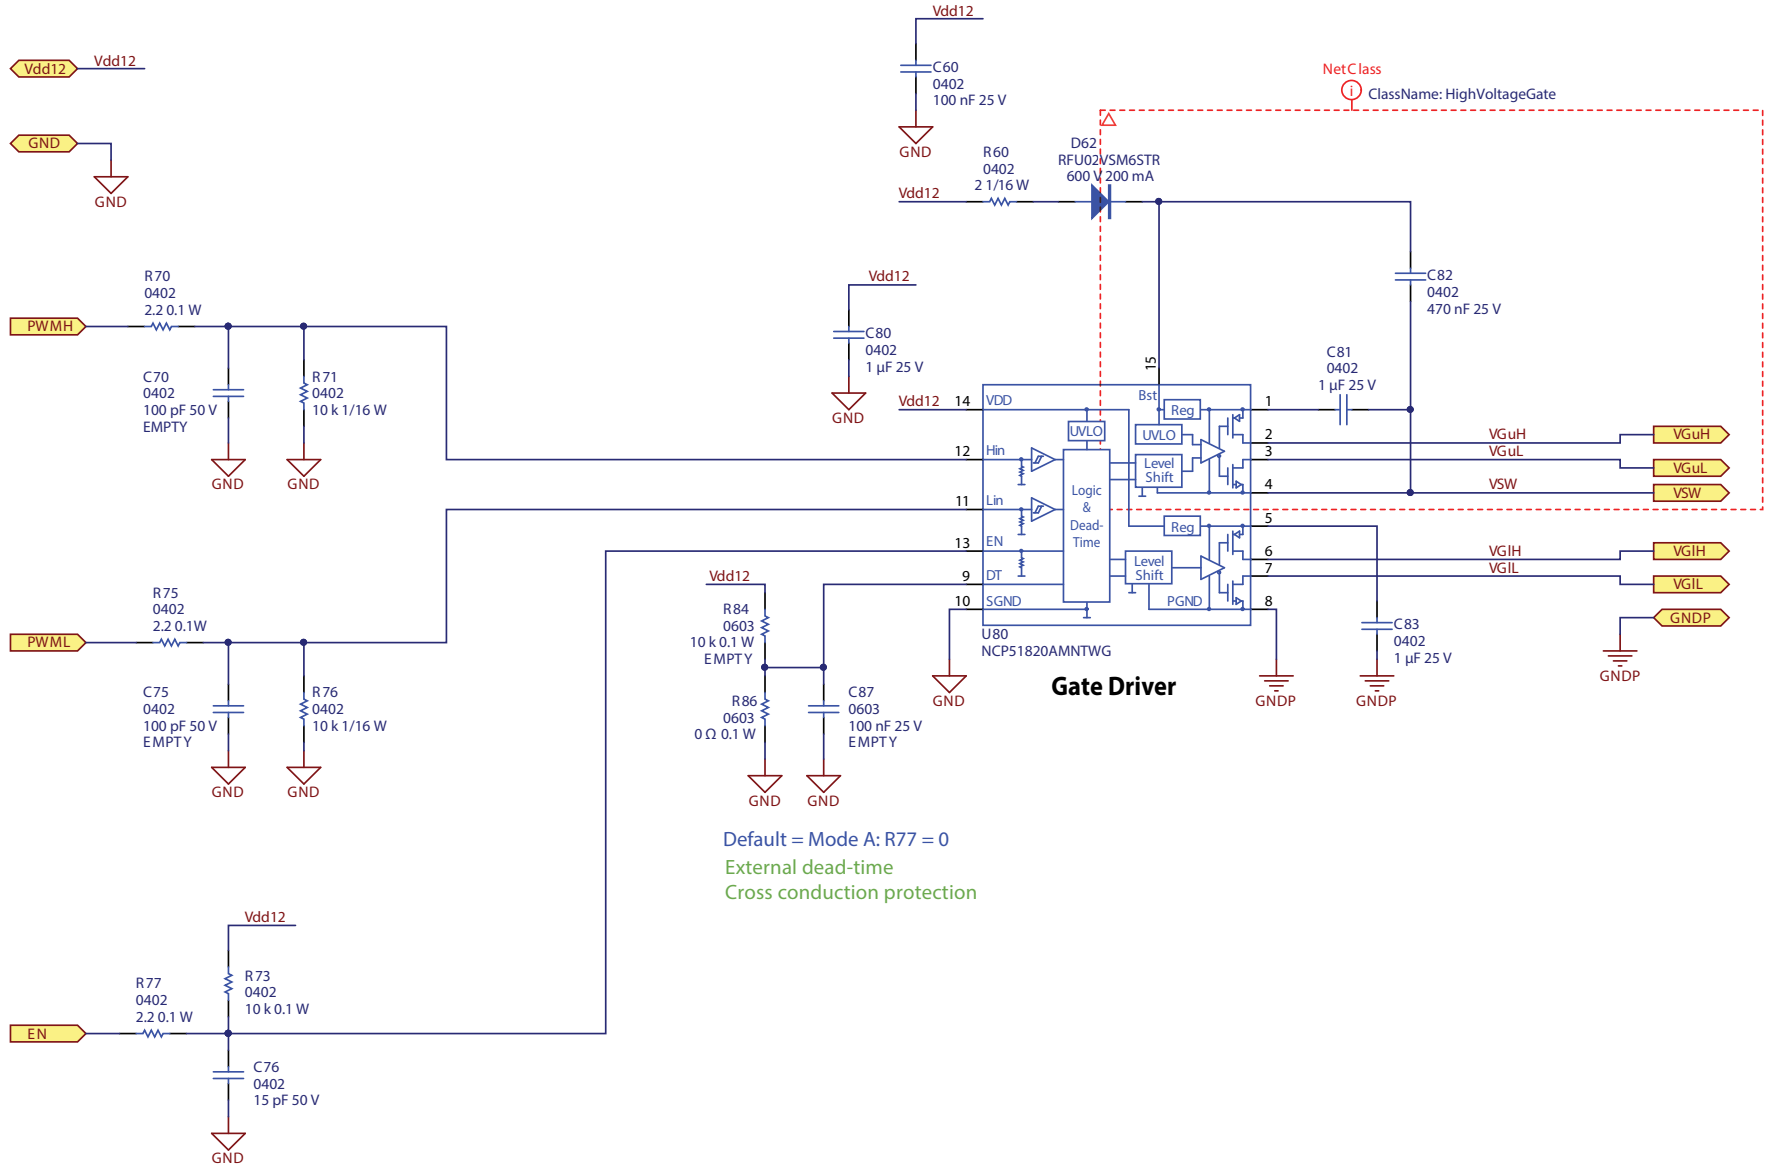 Vdd12
Vdd12
Vdd12
C60
0402
100 nF 25 V
GND
NetClass
i
ClassName: HighVoltageGate
GND
GND
R60
0402
2 1/16 W
Vdd12
D62
RFU02VSM6STR
600 V 200 mA
C82
0402
470 nF 25 V
R70
0402
2.2 0.1 W
PWMH
C70
0402
100 pF 50 V
EMPTY
GND
R71
0402
10 k 1/16 W
GND
Vdd12
C80
0402
1 µF 25 V
GND
C81
0402
1 µF 25 V
15
Vdd12
14
VDD
Bst
Reg
1
UVLO
UVLO
2
VGuH
VGuH
12
Hin
3
VGuL
VGuL
Level
Shift
4
VSW
VSW
11
Lin
Logic
&
Dead-
Time
Reg
5
13
EN
6
VGlH
VGlH
Level
Shift
7
VGlL
VGlL
9
DT
10
SGND
PGND
8
GNDP
U80
NCP51820AMNTWG
Gate Driver
GND
GNDP
C83
0402
1 µF 25 V
GNDP
GNDP
R75
0402
2.2 0.1W
PWML
C75
0402
100 pF 50 V
EMPTY
GND
R76
0402
10 k 1/16 W
GND
Vdd12
R84
0603
10 k 0.1 W
EMPTY
R86
0603
0 Ω 0.1 W
GND
C87
0603
100 nF 25 V
EMPTY
GND
Default = Mode A: R77 = 0
External dead-time
Cross conduction protection
Vdd12
R77
0402
2.2 0.1 W
R73
0402
10 k 0.1 W
EN
C76
0402
15 pF 50 V
GND